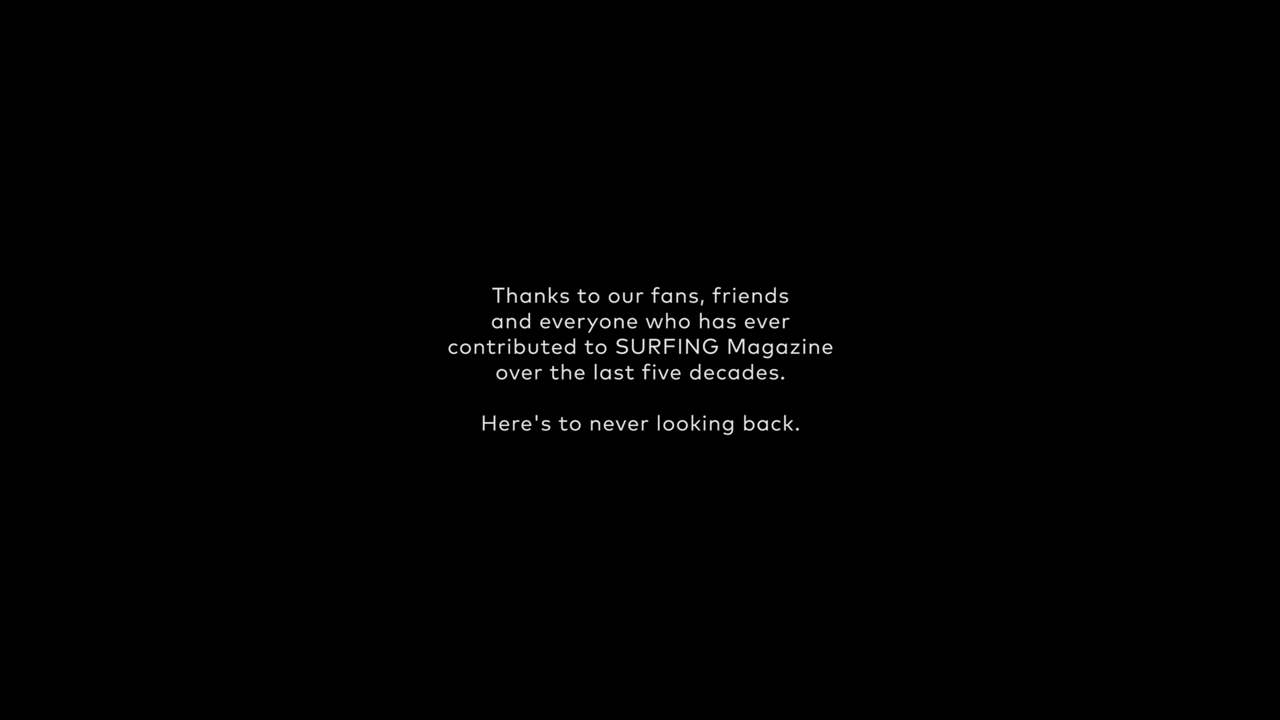 Thanks to our fans, friends
and everyone who has ever
contributed to SURFING Magazine
over the last five decades.
Here's to never looking back.